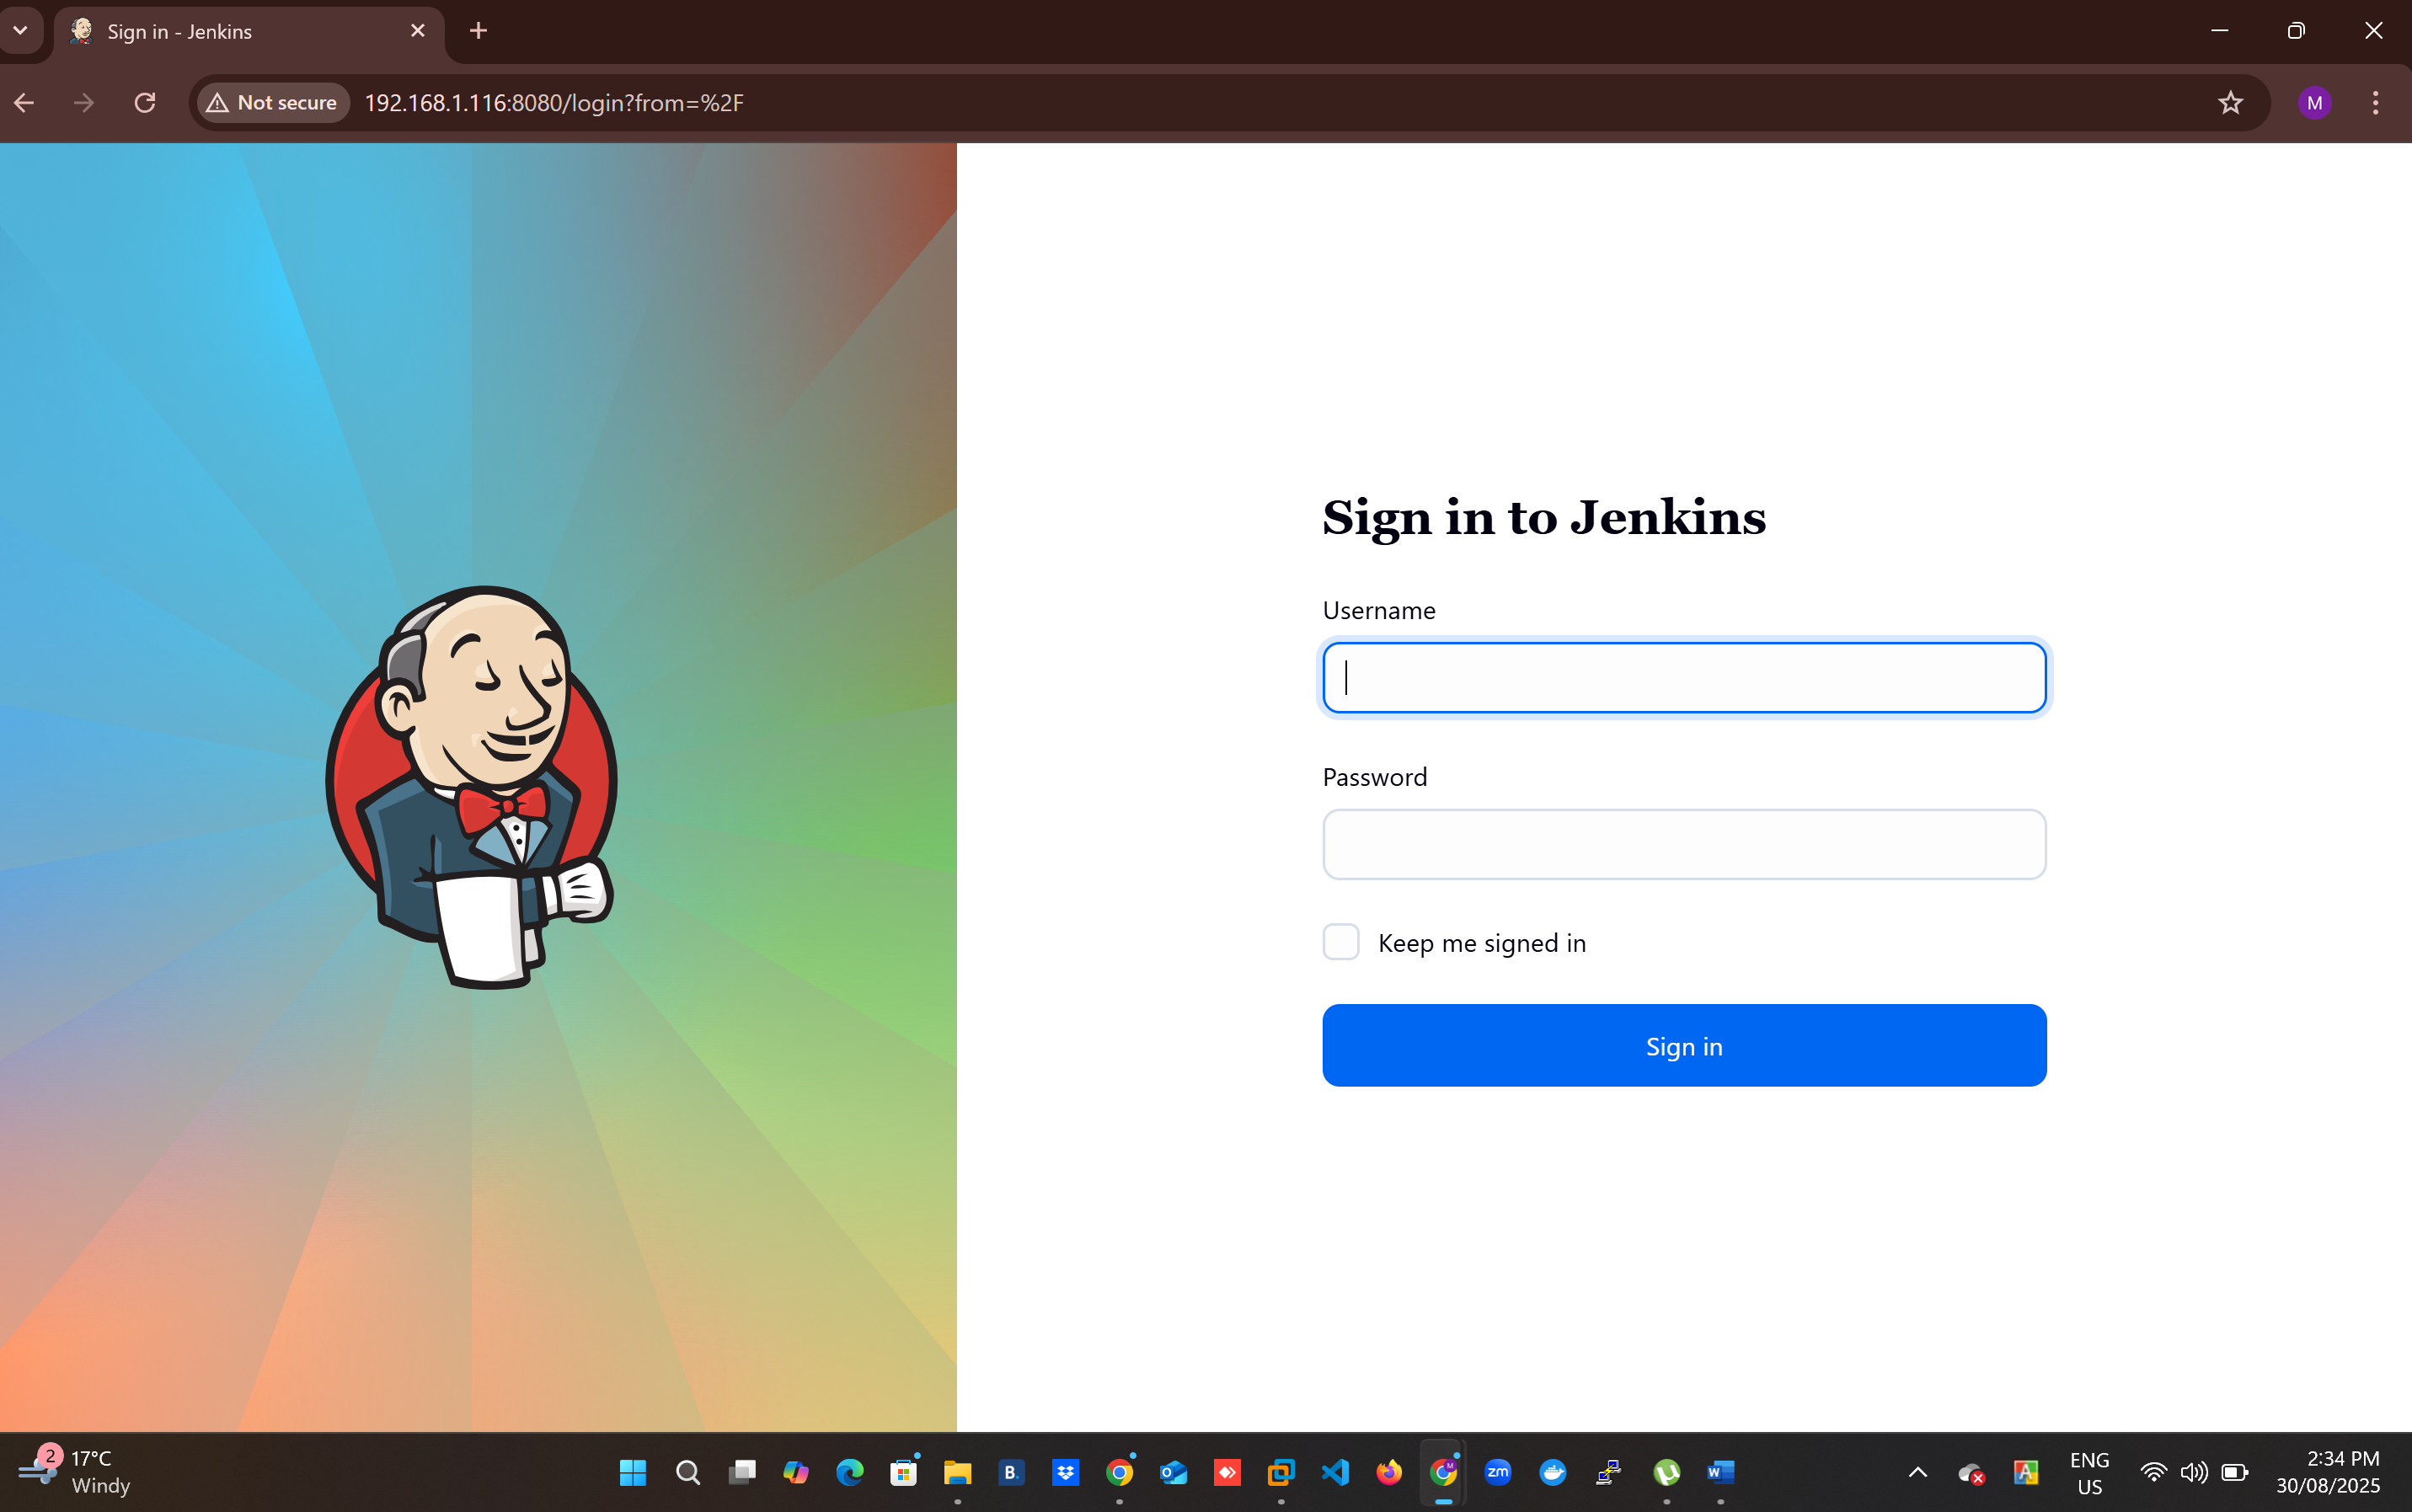 Sign in - Jenkins
Not secure
192.168.1.116:8080/login?from=%2F
M
Sign in to Jenkins
Username
Password
Keep me signed in
Sign in
2
17°C
Windy
B.
zm
W
A
ENG
US
2:34 PM
30/08/2025